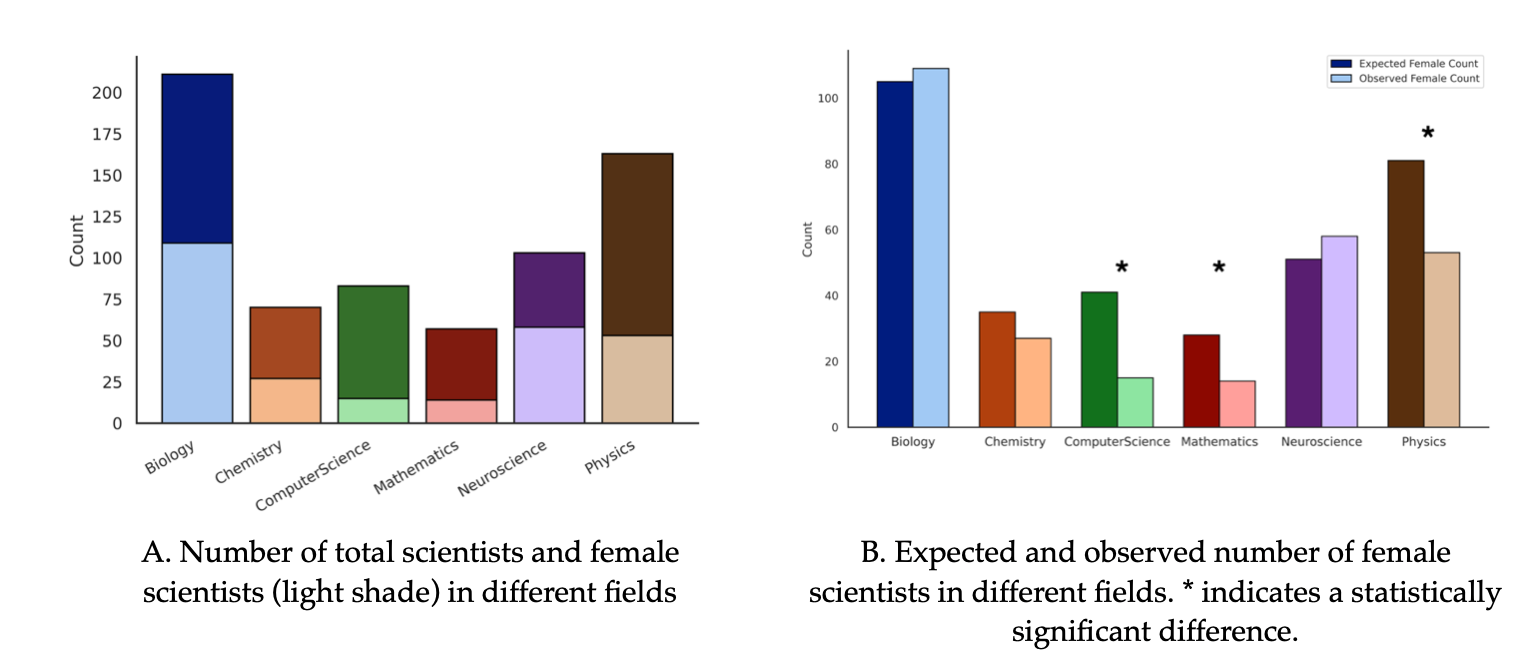 Count
200
175
150
125
100
75
50
25
0
Biology
Chemistry
ComputerScience
Mathematics
Neuroscience
Physics
A. Number of total scientists and female
scientists (light shade) in different fields
Expected Female Count
Observed Female Count
Count
100
80
60
40
20
0
*
*
*
Biology
Chemistry
ComputerScience
Mathematics
Neuroscience
Physics
B. Expected and observed number of female
scientists in different fields. * indicates a statistically
significant difference.